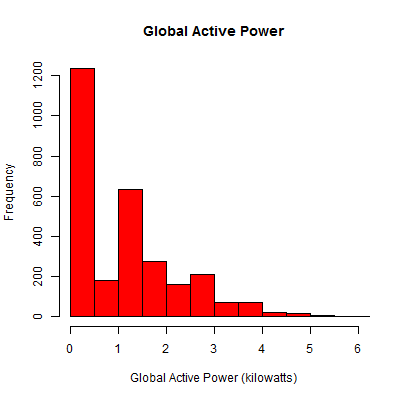 Global Active Power
Frequency
0 200 400 600 800 1000 1200
0 1 2 3 4 5 6
Global Active Power (kilowatts)